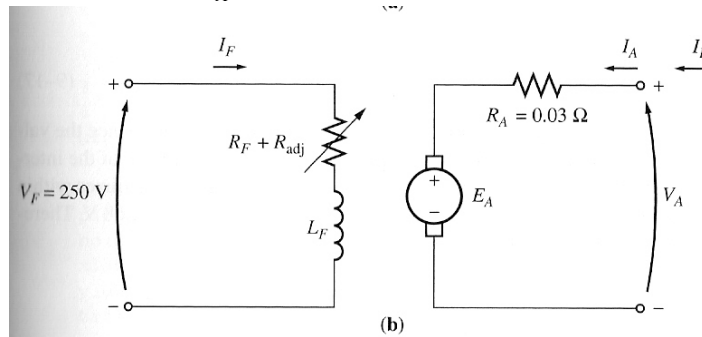 (a)
I_F
I_A
I
+
+
R_A = 0.03 Ω
R_F + R_adj
V_F = 250 V
+
E_A
V_A
–
L_F
–
–
(b)